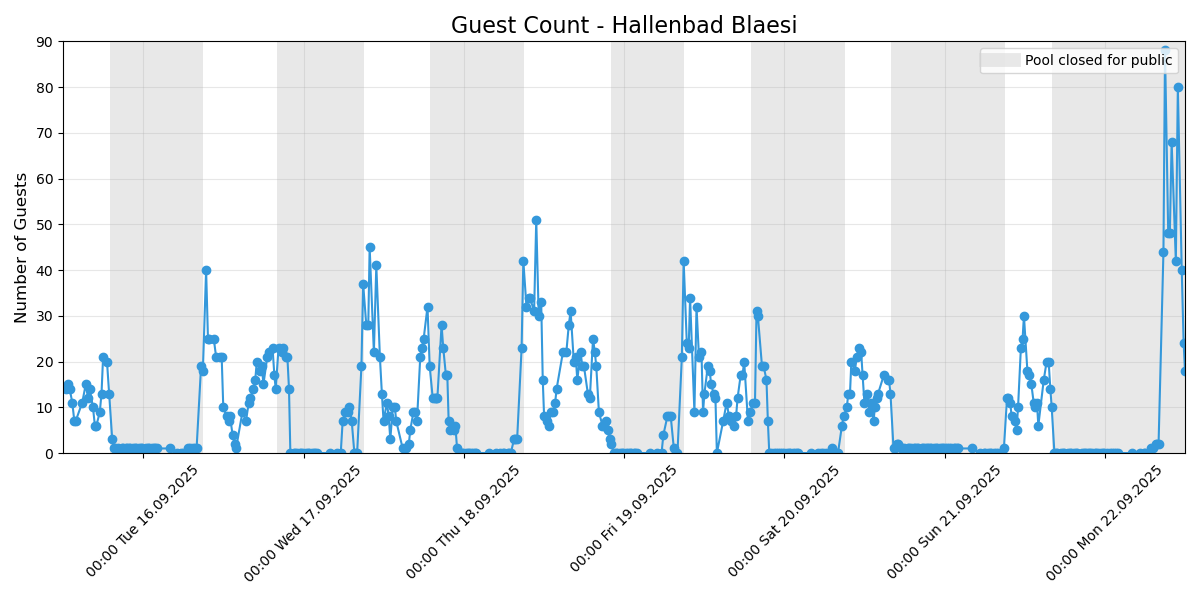 Guest Count - Hallenbad Blaesi
Pool closed for public
Number of Guests
90
80
70
60
50
40
30
20
10
0
00:00 Tue 16.09.2025
00:00 Wed 17.09.2025
00:00 Thu 18.09.2025
00:00 Fri 19.09.2025
00:00 Sat 20.09.2025
00:00 Sun 21.09.2025
00:00 Mon 22.09.2025